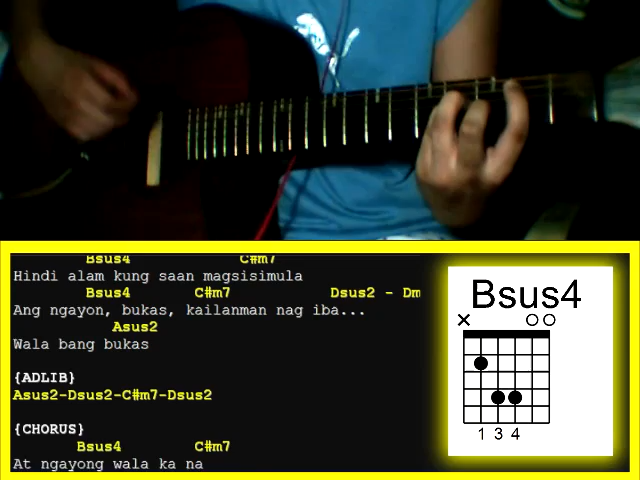 Bsus4 C#m7
Hindi alam kung saan magsisimula
Bsus4 C#m7 Dsus2 - Dm
Ang ngayon, bukas, kailanman nag iba...
Asus2
Wala bang bukas
{ADLIB}
Asus2-Dsus2-C#m7-Dsus2
{CHORUS}
Bsus4 C#m7
At ngayong wala ka na
Bsus4
x o o
1 3 4